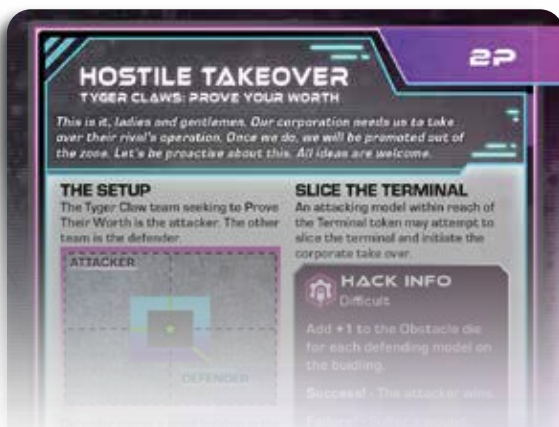 2P
HOSTILE TAKEOVER
TYGER CLAWS: PROVE YOUR WORTH
This is it, ladies and gentlemen. Our corporation needs us to take
over their rival's operation. Once we do, we will be promoted out of
the zone. Let's be proactive about this. All ideas are welcome.
THE SETUP
The Tyger Claw team seeking to Prove
Their Worth is the attacker. The other
team is the defender.
ATTACKER
DEFENDER
SLICE THE TERMINAL
An attacking model within reach of
the Terminal token may attempt to
slice the terminal and initiate the
corporate take over.
HACK INFO
Difficult
Add +1 to the Obstacle die
for each defending model on
the buidling.
Success! - The attacker wins.